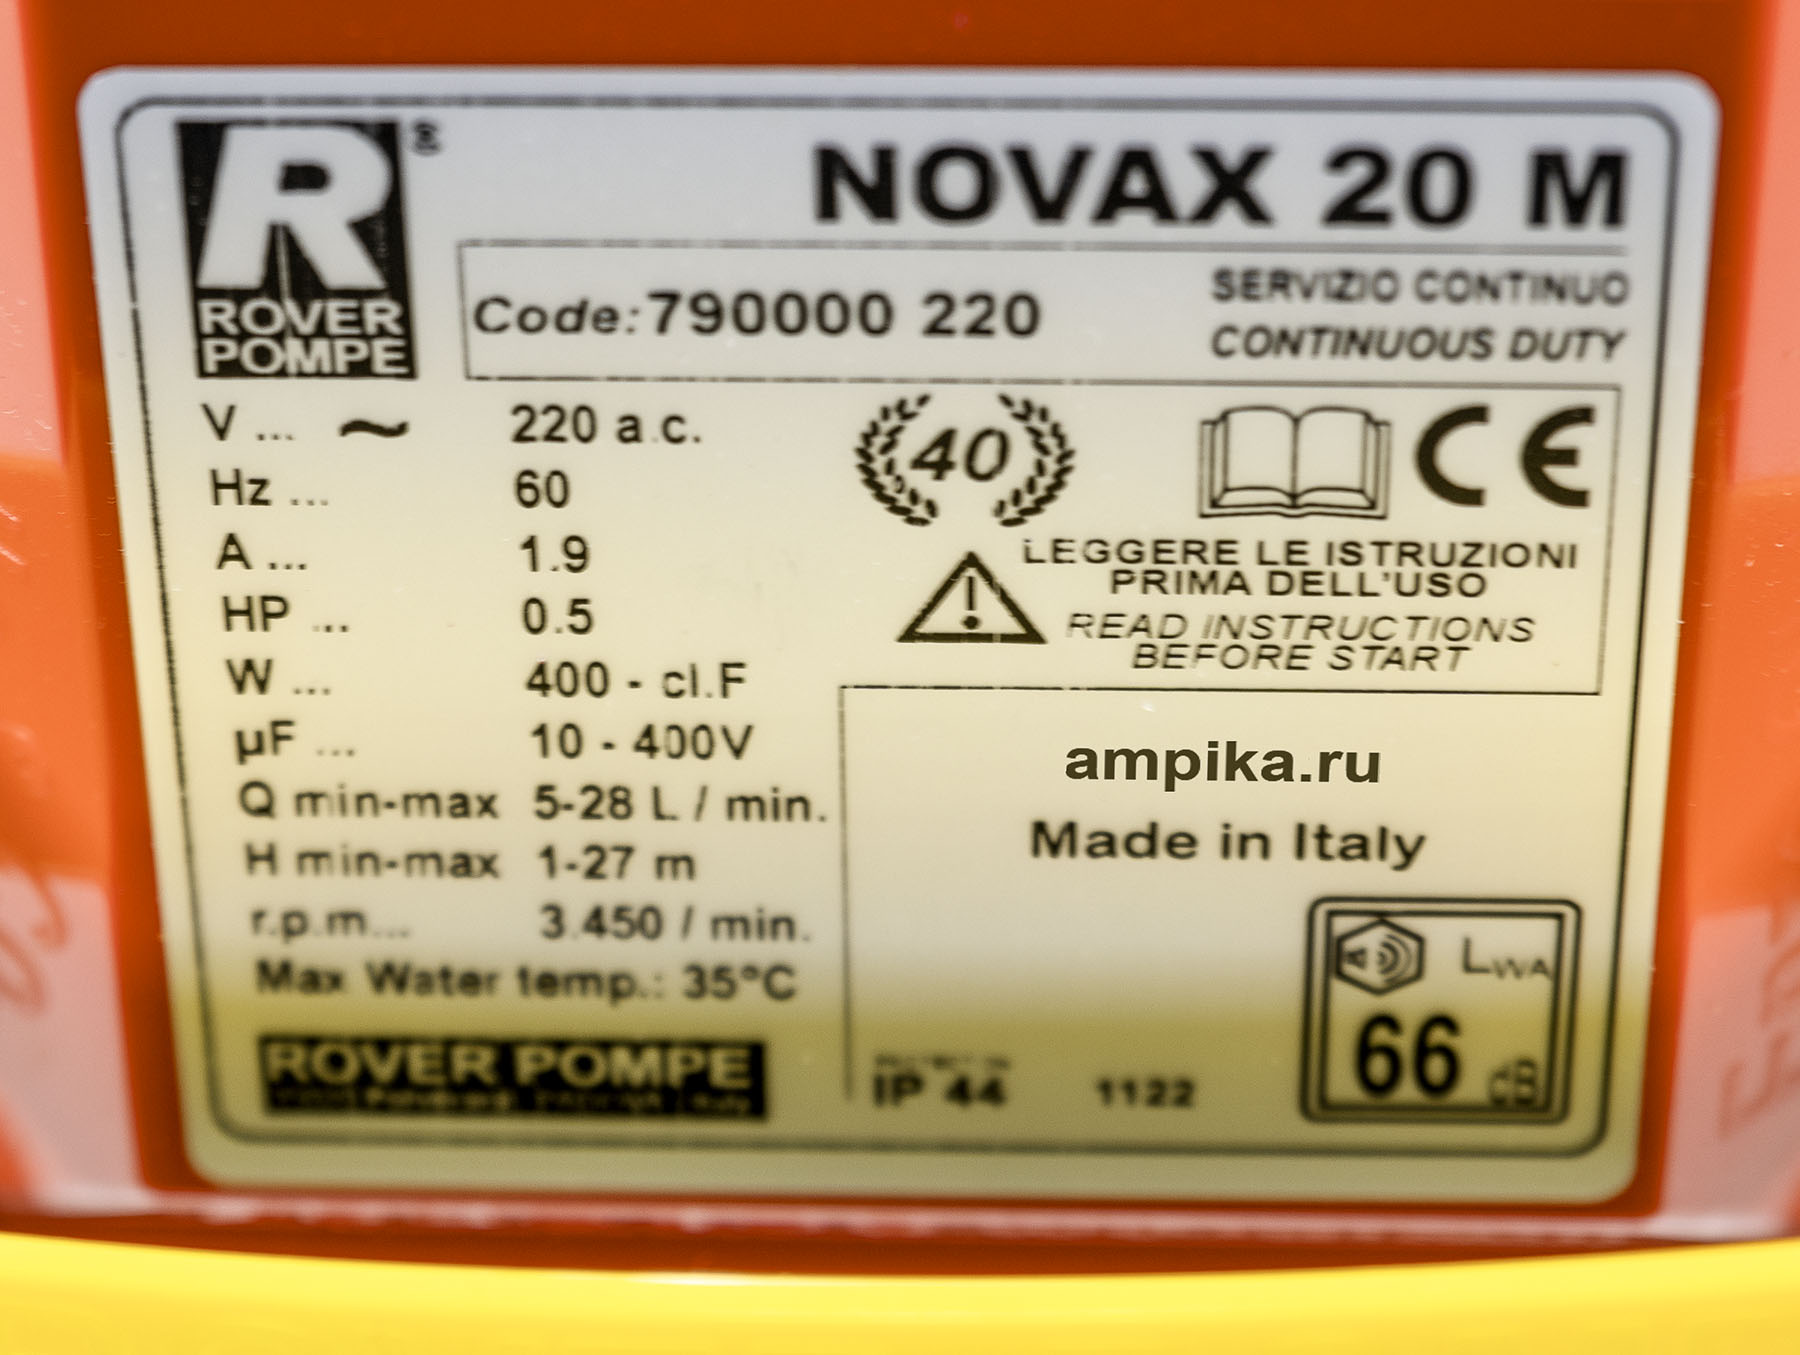 R ®
ROVER
POMPE
NOVAX 20 M
Code: 790000 220
SERVIZIO CONTINUO
CONTINUOUS DUTY
V ... ~ 220 a.c.
Hz ... 60
A ... 1.9
HP ... 0.5
W ... 400 - cl.F
µF ... 10 - 400V
Q min-max 5-28 L / min.
H min-max 1-27 m
r.p.m... 3.450 / min.
Max Water temp.: 35°C
ROVER POMPE
40
CE
LEGGERE LE ISTRUZIONI
PRIMA DELL'USO
READ INSTRUCTIONS
BEFORE START
ampika.ru
Made in Italy
IP 44
1122
LWA
66 dB